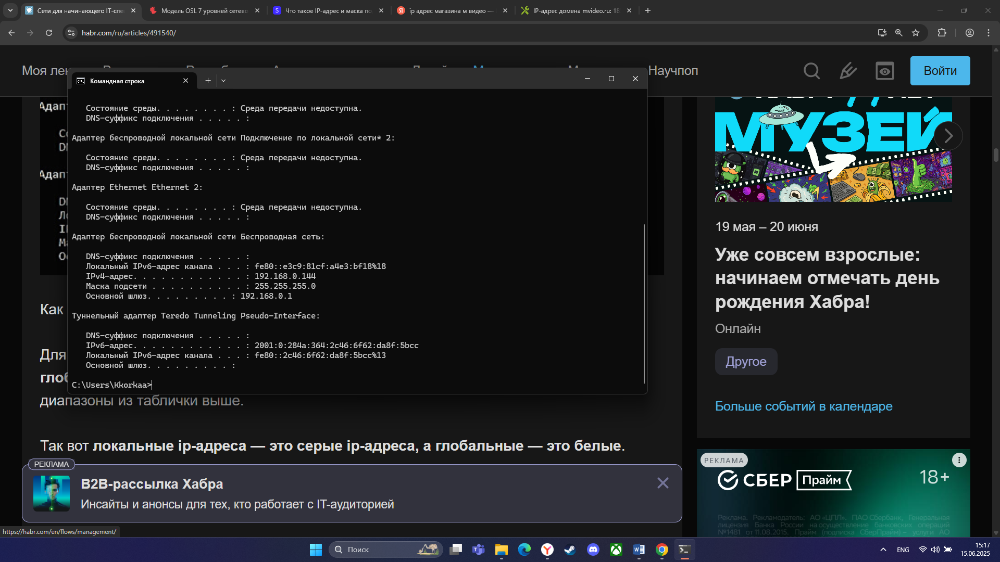 Сети для начинающего IT-спе
Модель OSI. 7 уровней сетево
Что такое IP-адрес и маска по
ip адрес магазина м видео —
IP-адрес домена mvideo.ru: 18
habr.com/ru/articles/491540/
Моя ле
Научпоп
Войти
Командная строка
Состояние среды. . . . . . . . : Среда передачи недоступна.
DNS-суффикс подключения . . . . . :
Адаптер беспроводной локальной сети Подключение по локальной сети* 2:
Состояние среды. . . . . . . . : Среда передачи недоступна.
DNS-суффикс подключения . . . . . :
Адаптер Ethernet Ethernet 2:
Состояние среды. . . . . . . . : Среда передачи недоступна.
DNS-суффикс подключения . . . . . :
Адаптер беспроводной локальной сети Беспроводная сеть:
DNS-суффикс подключения . . . . . :
Локальный IPv6-адрес канала . . . : fe80::e3c9:81cf:a4e3:bf18%18
IPv4-адрес. . . . . . . . . . . . : 192.168.0.144
Маска подсети . . . . . . . . . . : 255.255.255.0
Основной шлюз. . . . . . . . . : 192.168.0.1
Туннельный адаптер Teredo Tunneling Pseudo-Interface:
DNS-суффикс подключения . . . . . :
IPv6-адрес. . . . . . . . . . . . : 2001:0:284a:364:2c46:6f62:da8f:5bcc
Локальный IPv6-адрес канала . . . : fe80::2c46:6f62:da8f:5bcc%13
Основной шлюз. . . . . . . . . :
C:\Users\Kkorkaa>
Адап
Адап
Как
Для
глоб
диапазоны из таблички выше.
Так вот локальные ip-адреса — это серые ip-адреса, а глобальные — это белые.
РЕКЛАМА
B2B-рассылка Хабра
Инсайты и анонсы для тех, кто работает с IT-аудиторией
https://habr.com/en/flows/management/
МУЗЕЙ
19 мая – 20 июня
Уже совсем взрослые:
начинаем отмечать день
рождения Хабра!
Онлайн
Другое
Больше событий в календаре
РЕКЛАМА
СБЕР Прайм
18+
Реклама. Рекламодатель: АО «ЦПЛ», ПАО Сбербанк, Генеральная
лицензия Банка России на осуществление банковских операций
№1481 от 11.08.2015. Прайм (подписка СберПрайм) – услуги АО
Поиск
ENG
15:17
15.06.2025